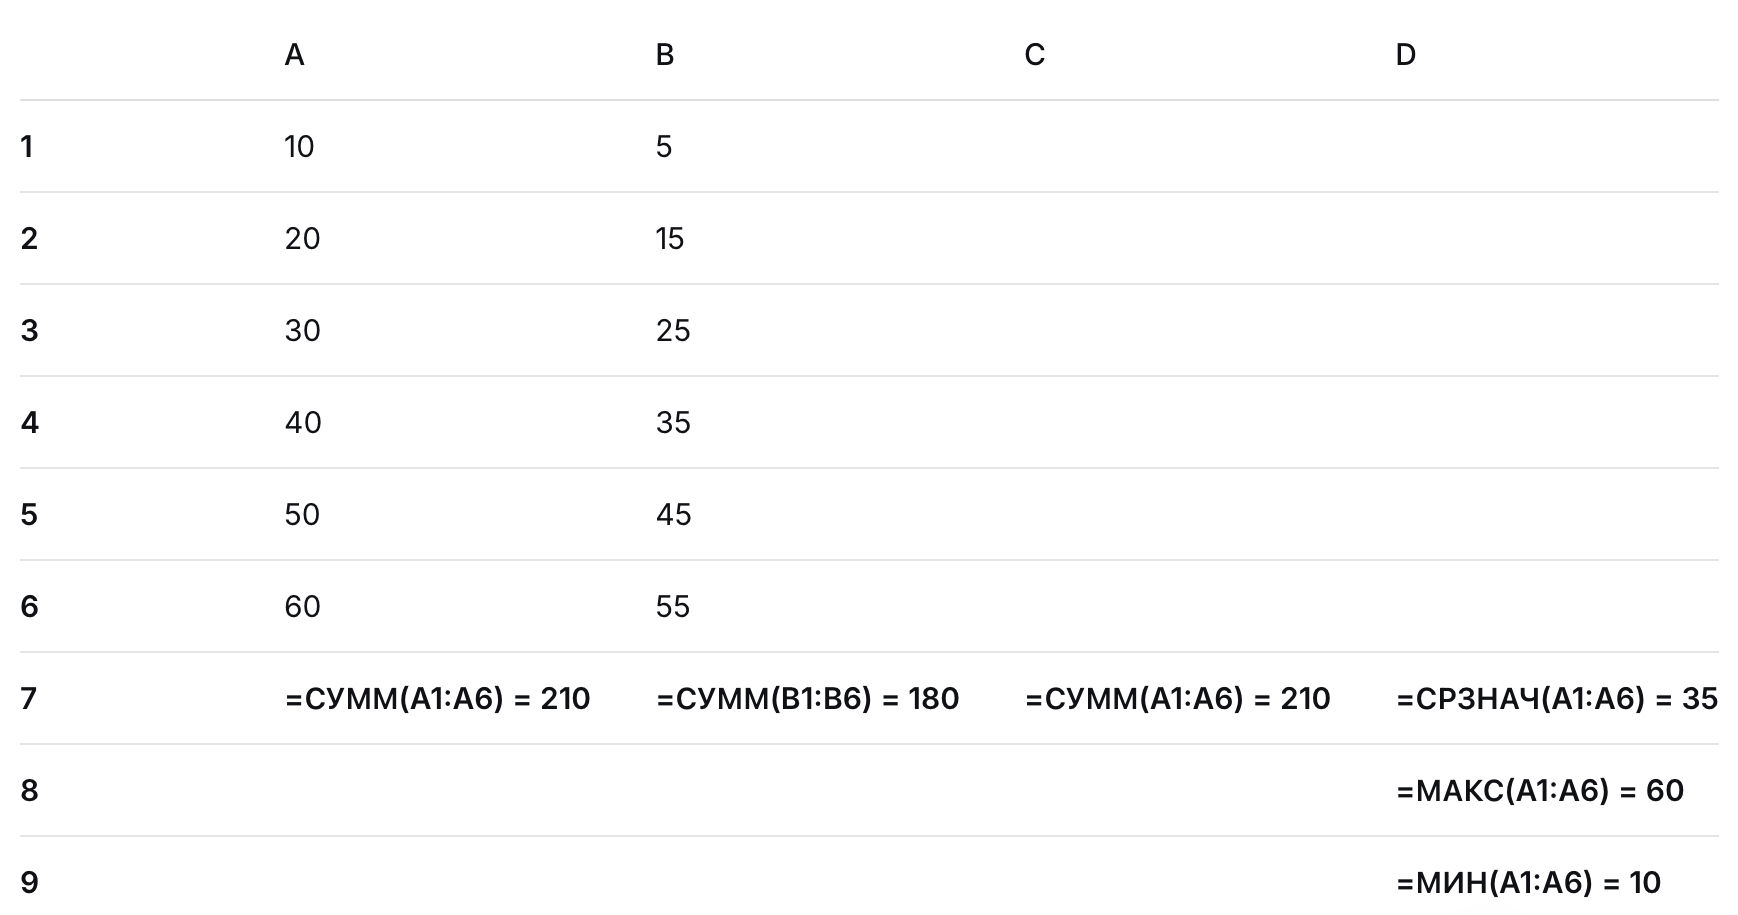 A B C D
1 10 5
2 20 15
3 30 25
4 40 35
5 50 45
6 60 55
7 =СУММ(A1:A6) = 210 =СУММ(B1:B6) = 180 =СУММ(A1:A6) = 210 =СРЗНАЧ(A1:A6) = 35
8 =МАКС(A1:A6) = 60
9 =МИН(A1:A6) = 10